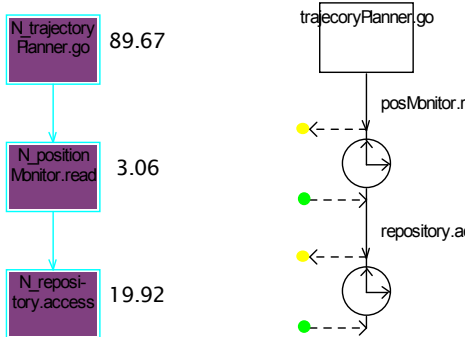 N_trajectory
Planner.go
89.67
N_position
Monitor.read
3.06
N_reposi-
tory.access
19.92
trajecoryPlanner.go
posMonitor.r
repository.ac